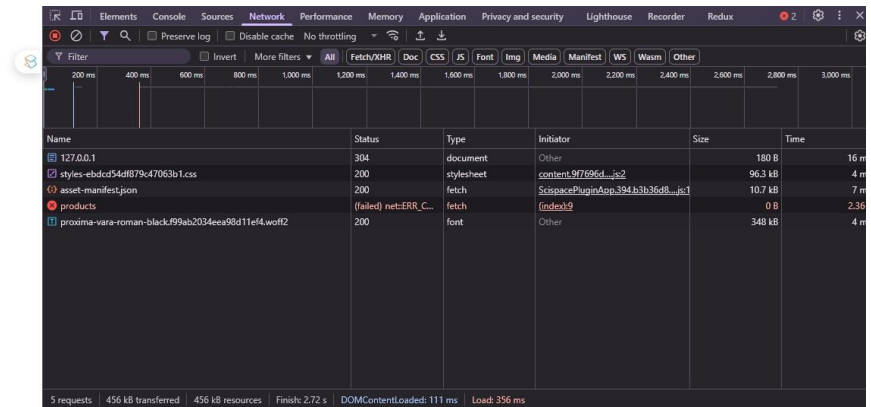 Elements Console Sources Network Performance Memory Application Privacy and security Lighthouse Recorder Redux 2
Preserve log Disable cache No throttling
Filter Invert More filters All Fetch/XHR Doc CSS JS Font Img Media Manifest WS Wasm Other
200 ms 400 ms 600 ms 800 ms 1,000 ms 1,200 ms 1,400 ms 1,600 ms 1,800 ms 2,000 ms 2,200 ms 2,400 ms 2,600 ms 2,800 ms 3,000 ms
Name Status Type Initiator Size Time
127.0.0.1 304 document Other 180 B 16 m
styles-ebdcd54df879c47063b1.css 200 stylesheet content.9f7696d....js:2 96.3 kB 4 m
asset-manifest.json 200 fetch ScispacePluginApp.394.b3b36d8....js:1 10.7 kB 7 m
products (failed) net::ERR_C... fetch (index):9 0 B 2.36
proxima-vara-roman-black.f99ab2034eea98d11ef4.woff2 200 font Other 348 kB 4 m
5 requests 456 kB transferred 456 kB resources Finish: 2.72 s DOMContentLoaded: 111 ms Load: 356 ms